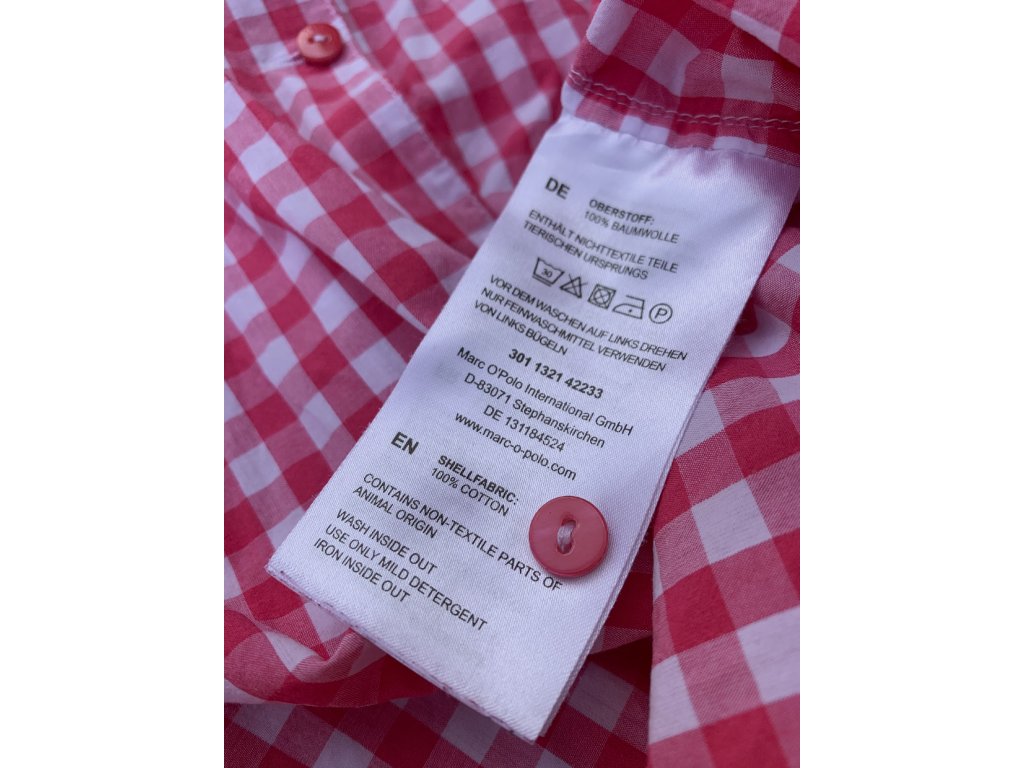 DE
OBERSTOFF:
100% BAUMWOLLE
ENTHÄLT NICHTTEXTILE TEILE
TIERISCHEN URSPRUNGS
30 P
VOR DEM WASCHEN AUF LINKS DREHEN
NUR FEINWASCHMITTEL VERWENDEN
VON LINKS BÜGELN
301 1321 42233
Marc O'Polo International GmbH
D-83071 Stephanskirchen
DE 131184524
www.marc-o-polo.com
EN
SHELLFABRIC:
100% COTTON
CONTAINS NON-TEXTILE PARTS OF
ANIMAL ORIGIN
WASH INSIDE OUT
USE ONLY MILD DETERGENT
IRON INSIDE OUT